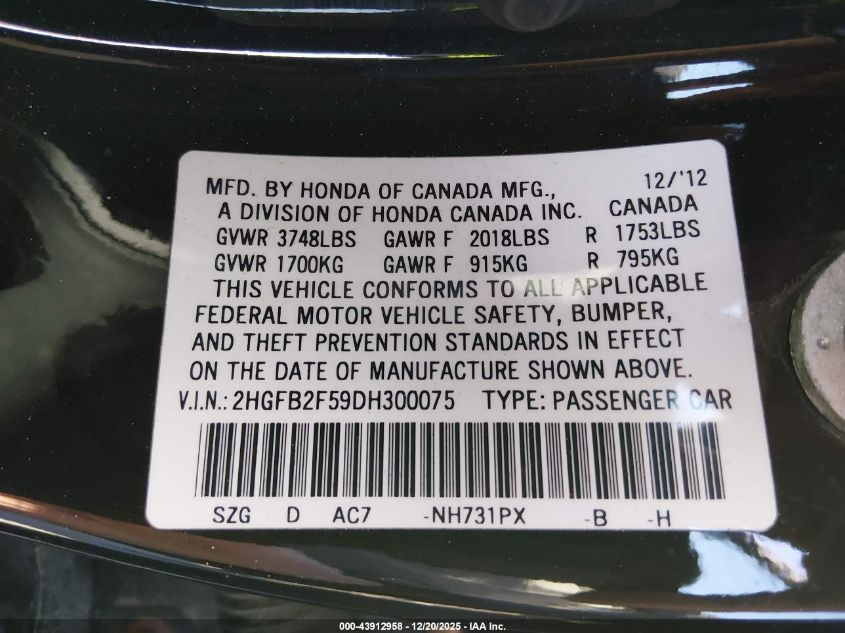 MFD. BY HONDA OF CANADA MFG., 12/'12
A DIVISION OF HONDA CANADA INC. CANADA
GVWR 3748LBS GAWR F 2018LBS R 1753LBS
GVWR 1700KG GAWR F 915KG R 795KG
THIS VEHICLE CONFORMS TO ALL APPLICABLE
FEDERAL MOTOR VEHICLE SAFETY, BUMPER,
AND THEFT PREVENTION STANDARDS IN EFFECT
ON THE DATE OF MANUFACTURE SHOWN ABOVE.
V.I.N.: 2HGFB2F59DH300075 TYPE: PASSENGER CAR
SZG D AC7 -NH731PX -B -H
000-43912958 - 12/20/2025 - IAA Inc.